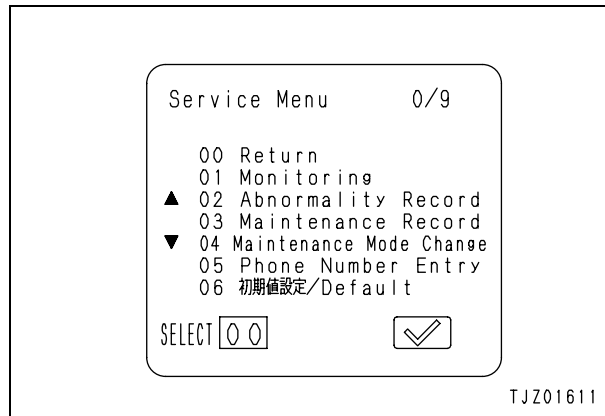 Service Menu 0/9
00 Return
01 Monitoring
▲ 02 Abnormality Record
03 Maintenance Record
▼ 04 Maintenance Mode Change
05 Phone Number Entry
06 初期値設定/Default
SELECT 00
TJZ01611